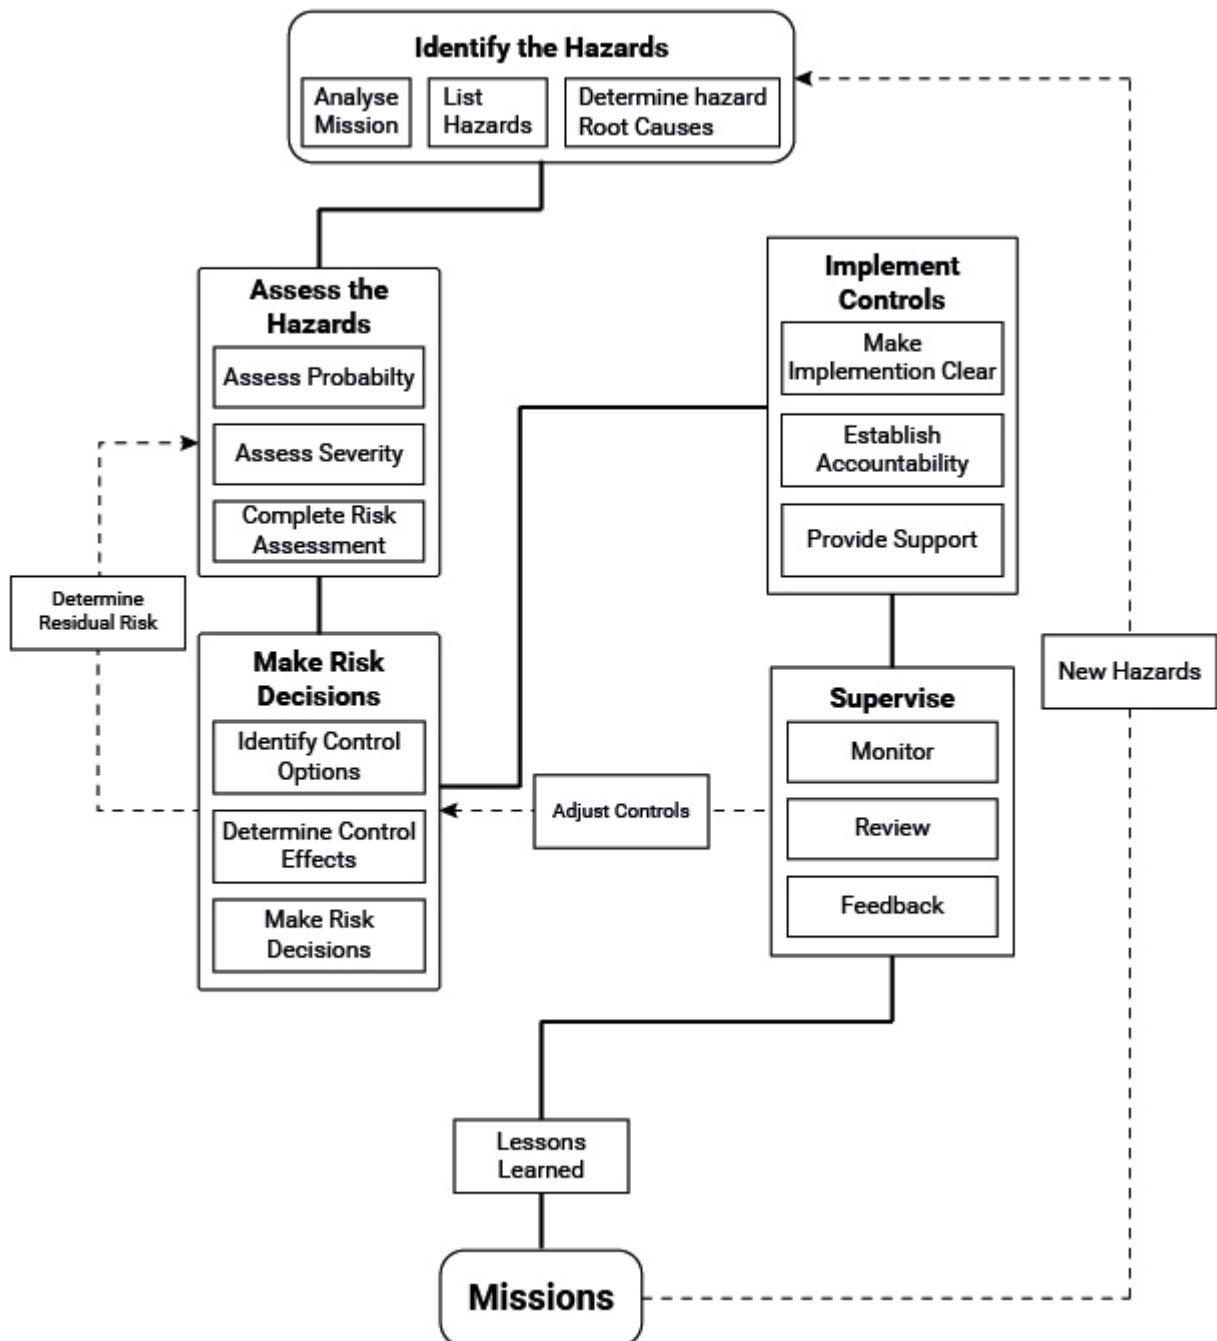 Identify the Hazards
Analyse
Mission
List
Hazards
Determine hazard
Root Causes
Assess the
Hazards
Assess Probabilty
Assess Severity
Complete Risk
Assessment
Determine
Residual Risk
Make Risk
Decisions
Identify Control
Options
Determine Control
Effects
Make Risk
Decisions
Implement
Controls
Make
Implemention Clear
Establish
Accountability
Provide Support
Supervise
Monitor
Review
Feedback
Adjust Controls
New Hazards
Lessons
Learned
Missions